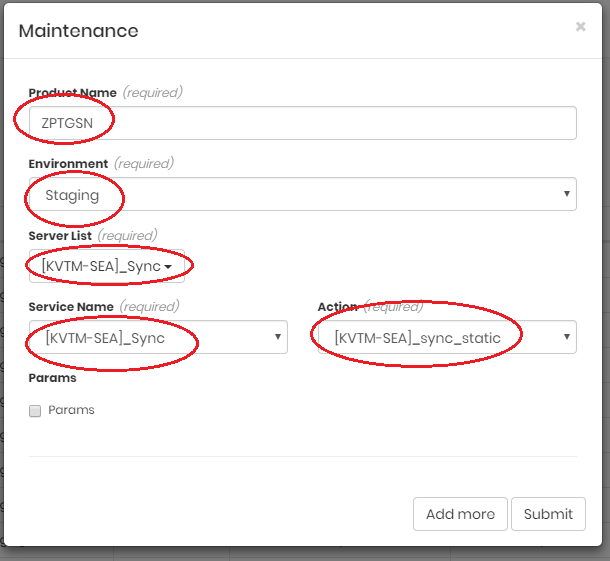 Maintenance
×
Product Name (required)
ZPTGSN
Environment (required)
Staging
Server List (required)
[KVTM-SEA]_Sync
Service Name (required) Action (required)
[KVTM-SEA]_Sync [KVTM-SEA]_sync_static
Params
Params
Add more Submit